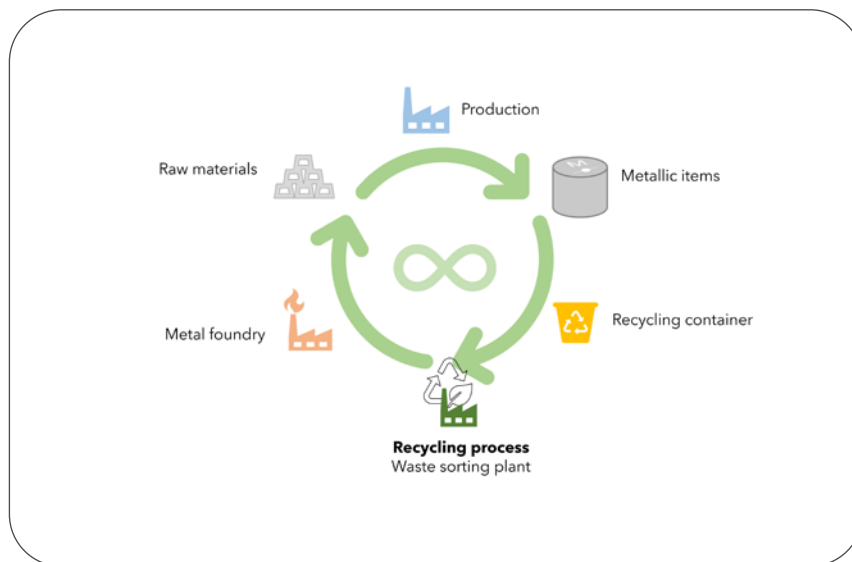 Production
Raw materials
Metallic items
Metal foundry
Recycling container
Recycling process
Waste sorting plant